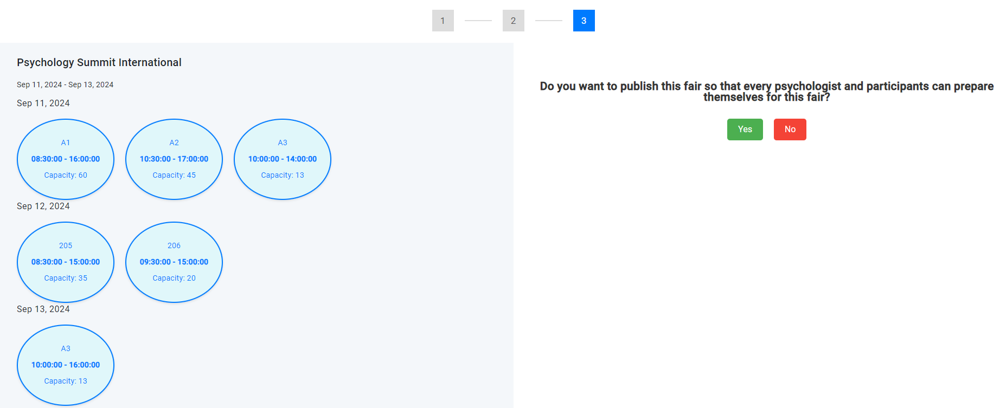 1
2
3
Psychology Summit International
Sep 11, 2024 - Sep 13, 2024
Sep 11, 2024
A1
08:30:00 - 16:00:00
Capacity: 60
A2
10:30:00 - 17:00:00
Capacity: 45
A3
10:00:00 - 14:00:00
Capacity: 13
Sep 12, 2024
205
08:30:00 - 15:00:00
Capacity: 35
206
09:30:00 - 15:00:00
Capacity: 20
Sep 13, 2024
A3
10:00:00 - 16:00:00
Capacity: 13
Do you want to publish this fair so that every psychologist and participants can prepare
themselves for this fair?
Yes
No